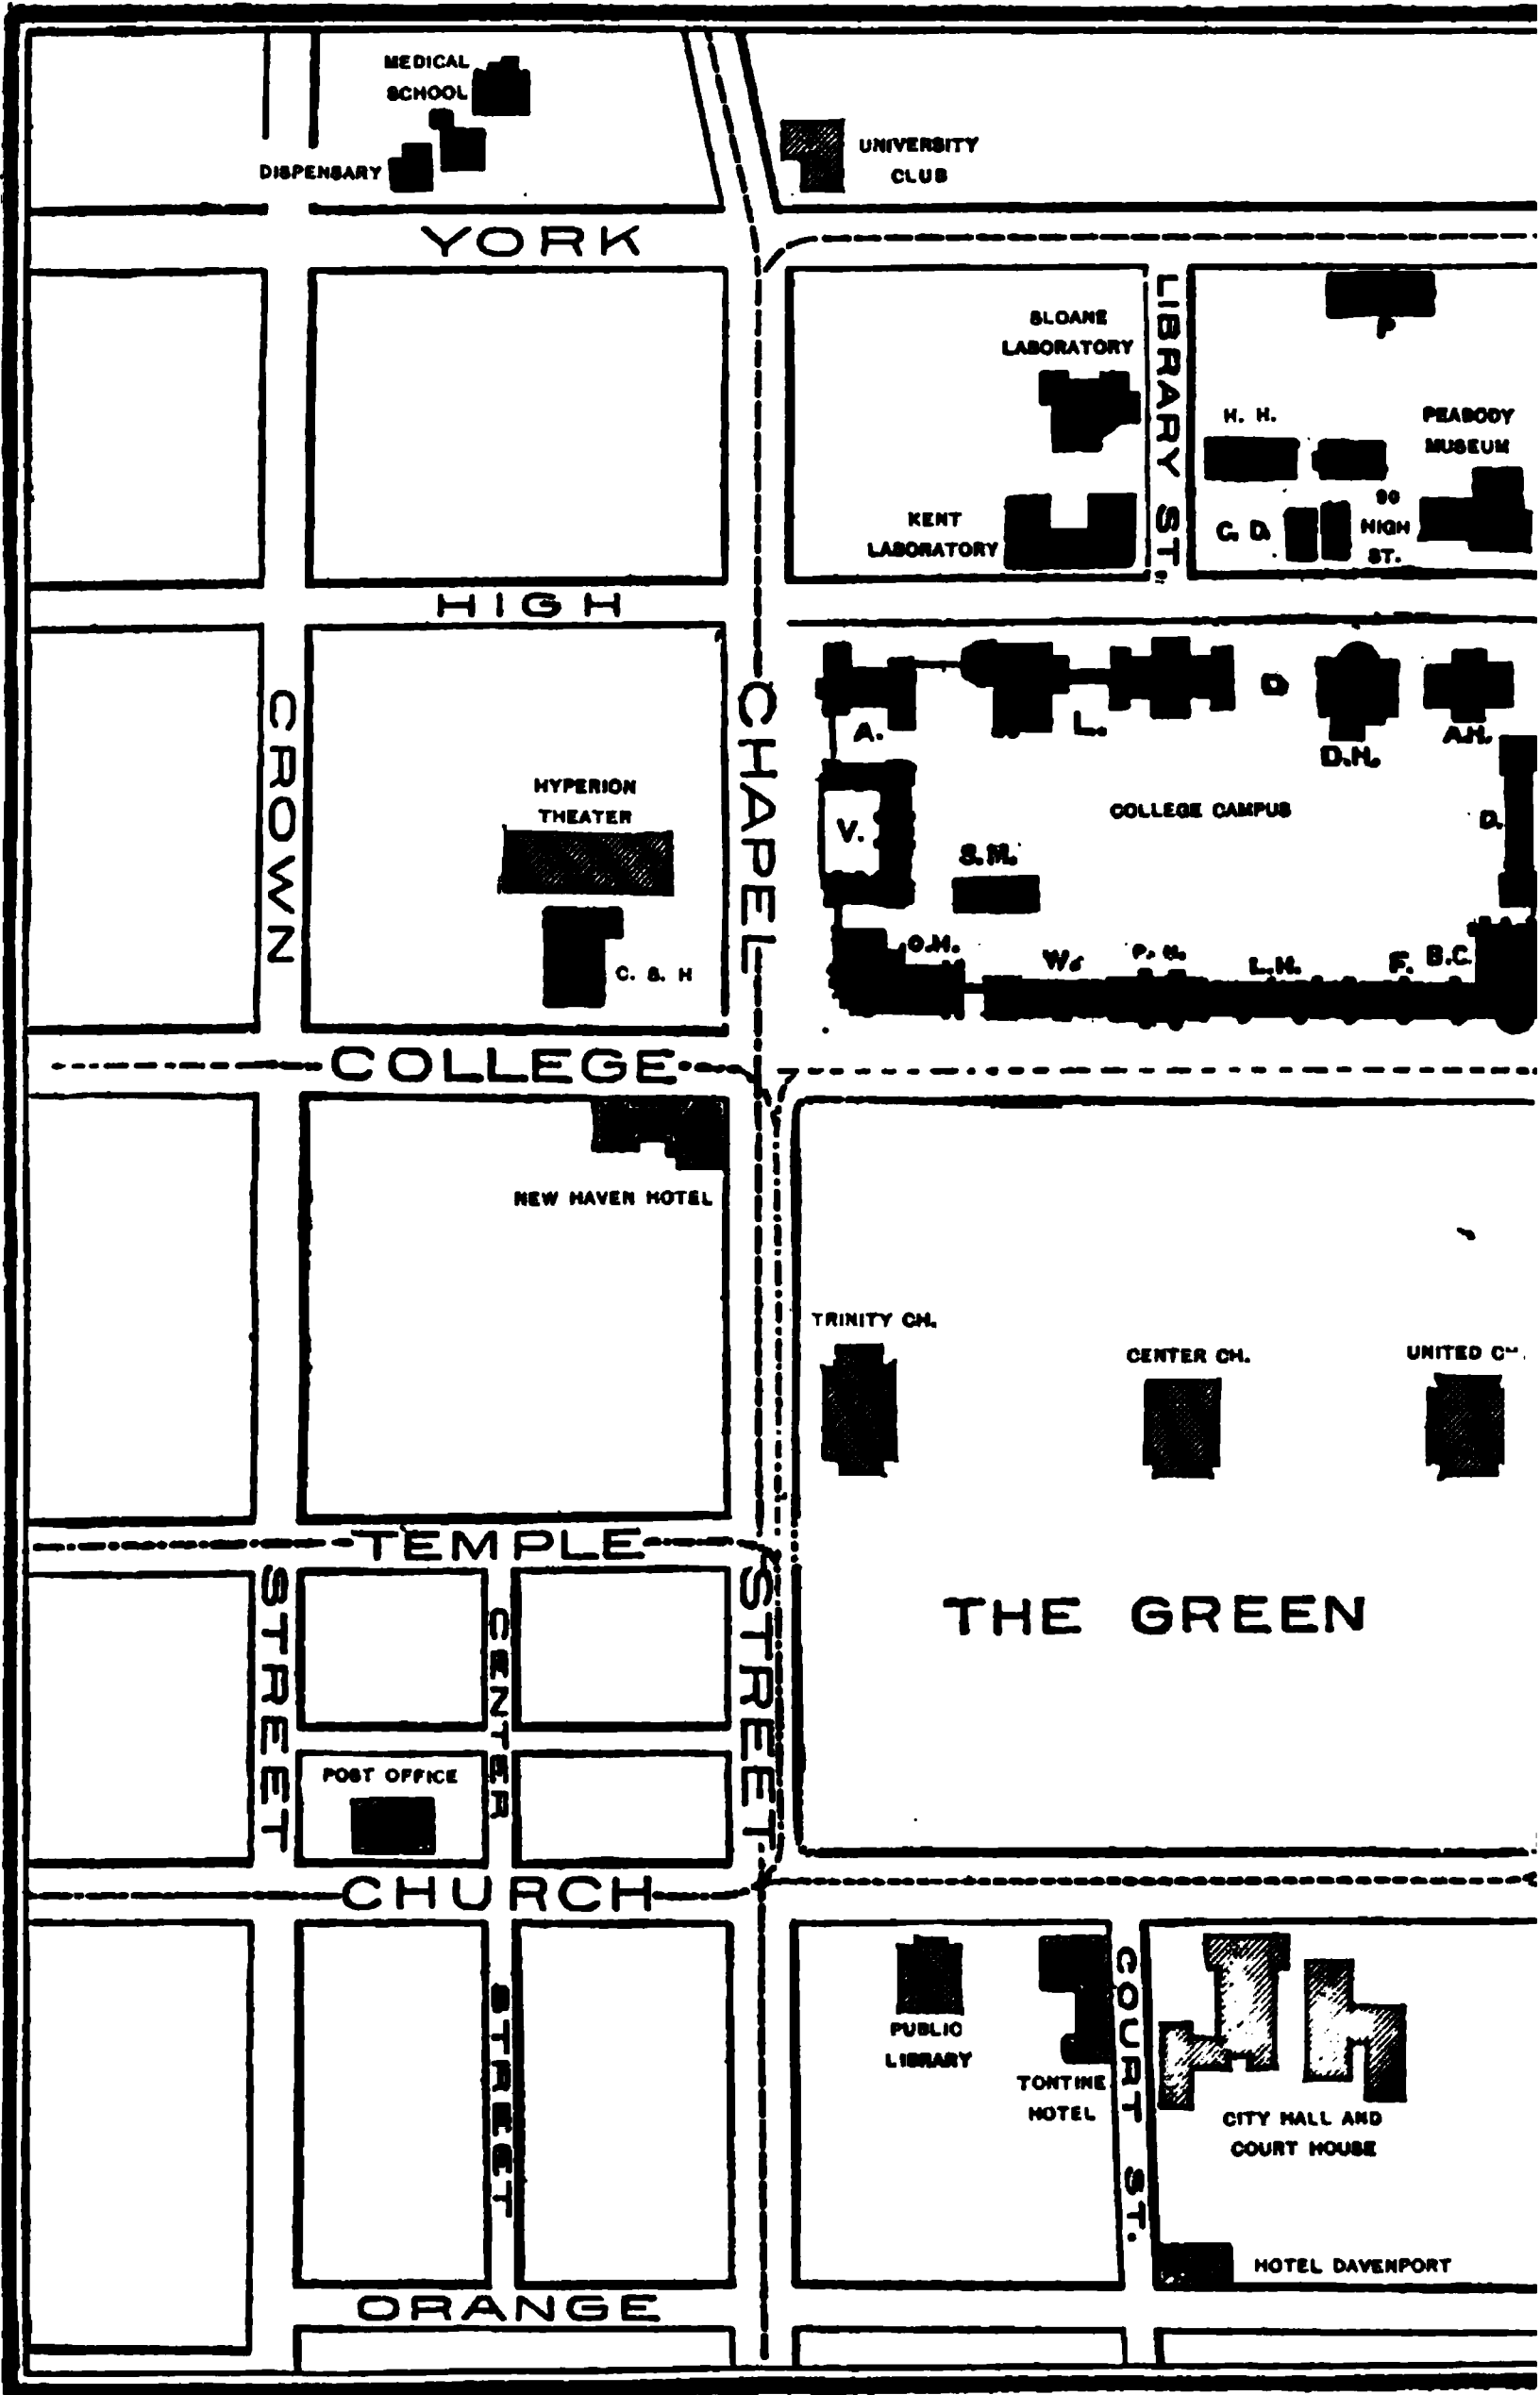 MEDICAL
SCHOOL
DISPENSARY
UNIVERSITY
CLUB
YORK
LIBRARY ST.
SLOANE
LABORATORY
P
H. H.
PEABODY
MUSEUM
KENT
LABORATORY
C. D.
90
HIGH
ST.
HIGH
CROWN
CHAPEL
A.
L.
D
D.H.
A.H.
HYPERION
THEATER
V.
COLLEGE CAMPUS
D.
S.M.
O.M.
W.
P. H.
L.H.
F.
B.C.
C. S. H
COLLEGE
NEW HAVEN HOTEL
TRINITY CH.
CENTER CH.
UNITED CH.
TEMPLE
STREET
CENTER
STREET
THE GREEN
POST OFFICE
CHURCH
STREET
COURT ST.
PUBLIC
LIBRARY
TONTINE
HOTEL
CITY HALL AND
COURT HOUSE
HOTEL DAVENPORT
ORANGE